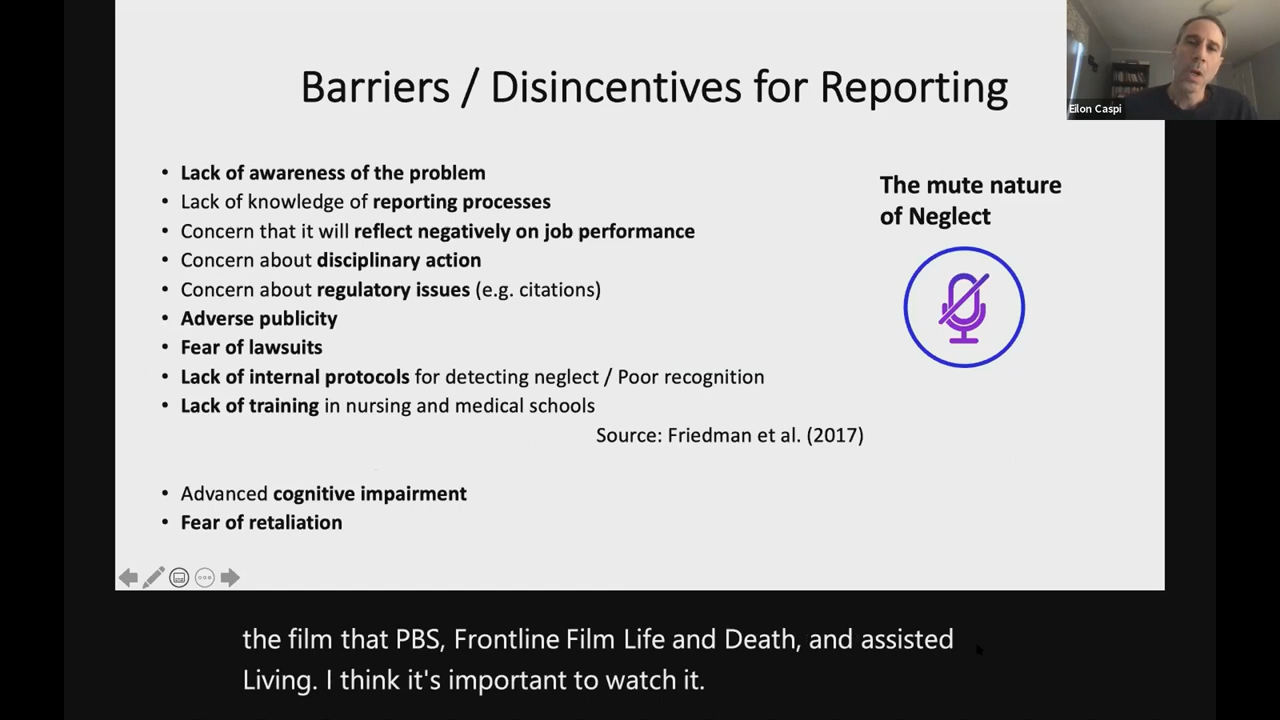 Barriers / Disincentives for Reporting
Eilon Caspi
• Lack of awareness of the problem
• Lack of knowledge of reporting processes
• Concern that it will reflect negatively on job performance
• Concern about disciplinary action
• Concern about regulatory issues (e.g. citations)
• Adverse publicity
• Fear of lawsuits
• Lack of internal protocols for detecting neglect / Poor recognition
• Lack of training in nursing and medical schools
Source: Friedman et al. (2017)
• Advanced cognitive impairment
• Fear of retaliation
The mute nature
of Neglect
the film that PBS, Frontline Film Life and Death, and assisted
Living. I think it's important to watch it.